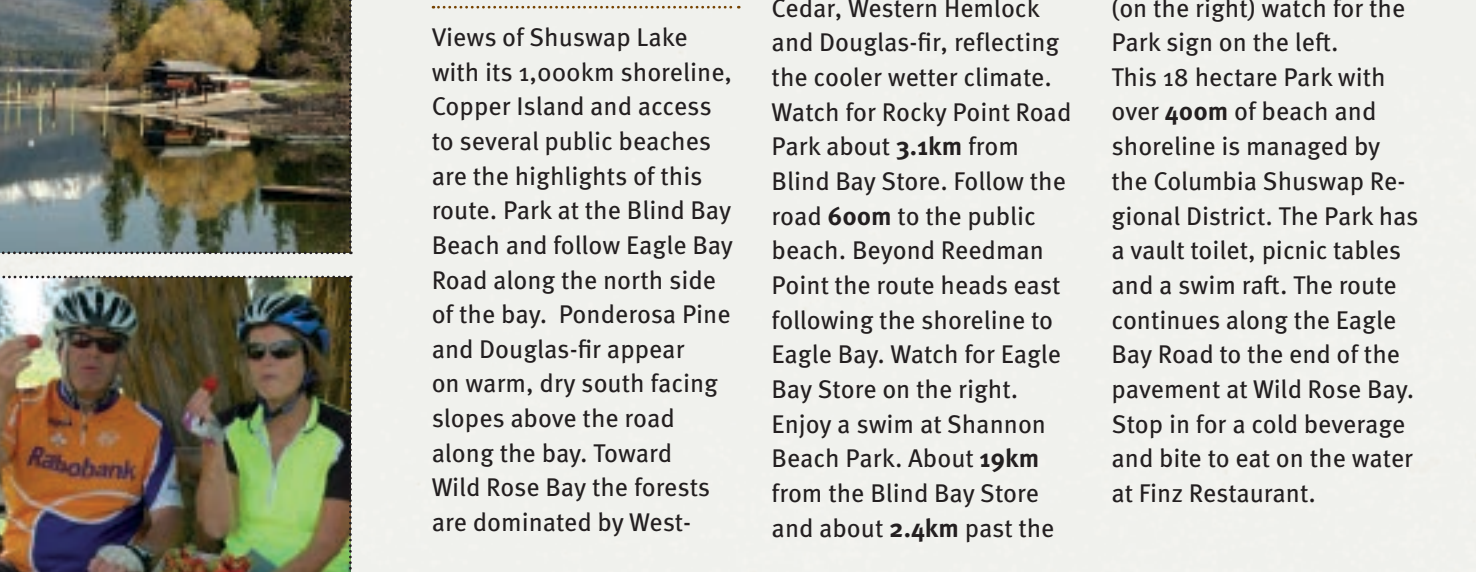 Views of Shuswap Lake
with its 1,000km shoreline,
Copper Island and access
to several public beaches
are the highlights of this
route. Park at the Blind Bay
Beach and follow Eagle Bay
Road along the north side
of the bay.  Ponderosa Pine
and Douglas-fir appear
on warm, dry south facing
slopes above the road
along the bay. Toward
Wild Rose Bay the forests
are dominated by West-
Cedar, Western Hemlock
and Douglas-fir, reflecting
the cooler wetter climate.
Watch for Rocky Point Road
Park about 3.1km from
Blind Bay Store. Follow the
road 600m to the public
beach. Beyond Reedman
Point the route heads east
following the shoreline to
Eagle Bay. Watch for Eagle
Bay Store on the right.
Enjoy a swim at Shannon
Beach Park. About 19km
from the Blind Bay Store
and about 2.4km past the
(on the right) watch for the
Park sign on the left.
This 18 hectare Park with
over 400m of beach and
shoreline is managed by
the Columbia Shuswap Re-
gional District. The Park has
a vault toilet, picnic tables
and a swim raft. The route
continues along the Eagle
Bay Road to the end of the
pavement at Wild Rose Bay.
Stop in for a cold beverage
and bite to eat on the water
at Finz Restaurant.
Rabobank